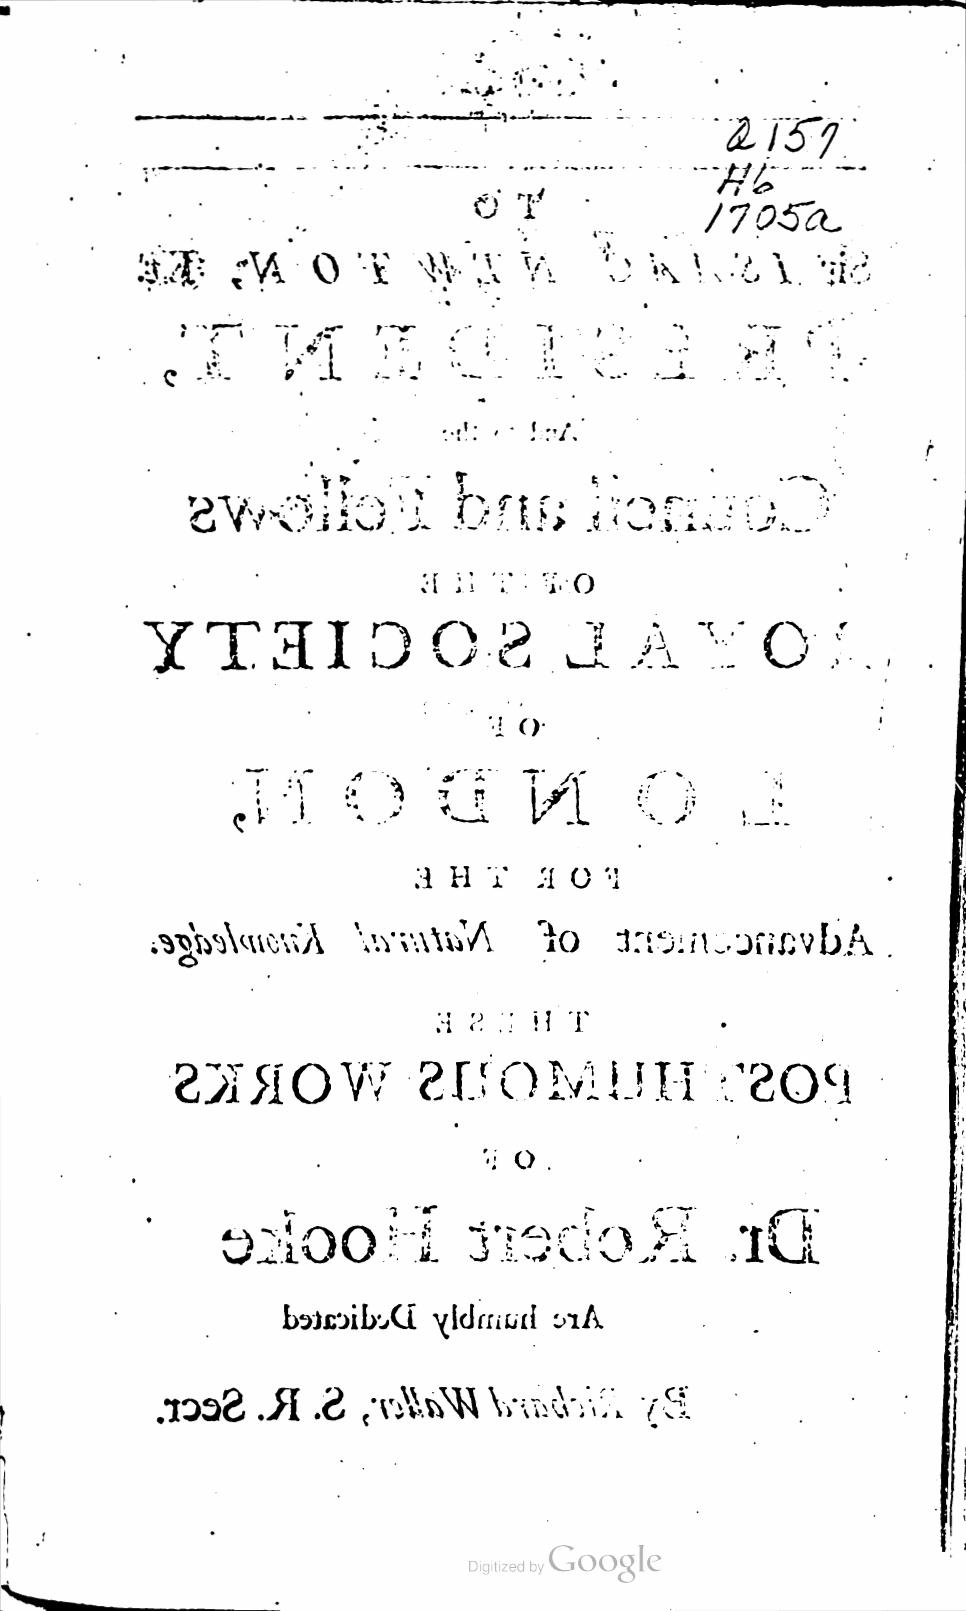 Q157
H6
1705a
TO
Sir ISAAC NEWTON, Kt.
PRESIDENT,
And to the
Council and Fellows
OF THE
ROYAL SOCIETY
OF
LONDON,
FOR THE
Advancement of Natural Knowledge.
THESE
POSTHUMOUS WORKS
OF
Dr. Robert Hooke
Are humbly Dedicated
By Richard Waller, S. R. Secr.
Digitized by Google